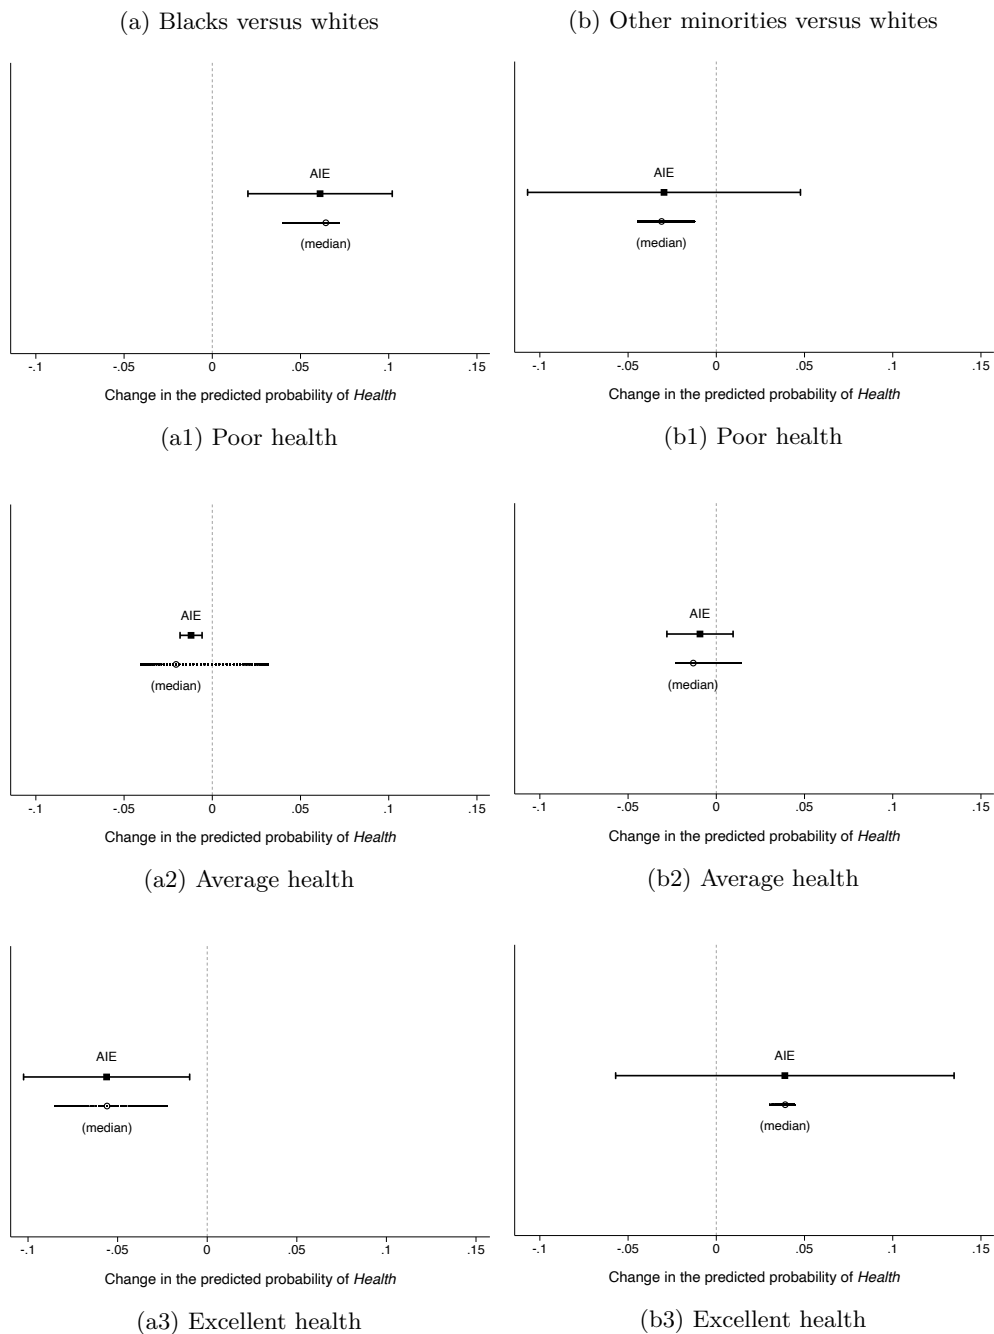 (a) Blacks versus whites
(b) Other minorities versus whites
AIE
(median)
-.1 -.05 0 .05 .1 .15
Change in the predicted probability of Health
(a1) Poor health
AIE
(median)
-.1 -.05 0 .05 .1 .15
Change in the predicted probability of Health
(b1) Poor health
AIE
(median)
-.1 -.05 0 .05 .1 .15
Change in the predicted probability of Health
(a2) Average health
AIE
(median)
-.1 -.05 0 .05 .1 .15
Change in the predicted probability of Health
(b2) Average health
AIE
(median)
-.1 -.05 0 .05 .1 .15
Change in the predicted probability of Health
(a3) Excellent health
AIE
(median)
-.1 -.05 0 .05 .1 .15
Change in the predicted probability of Health
(b3) Excellent health